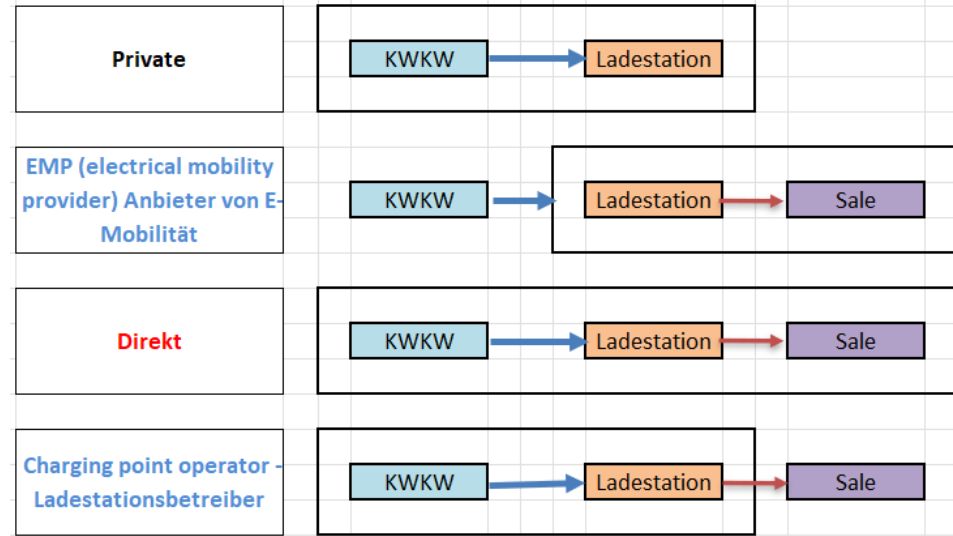 Private
KWKW
Ladestation
EMP (electrical mobility
provider) Anbieter von E-
Mobilität
KWKW
Ladestation
Sale
Direkt
KWKW
Ladestation
Sale
Charging point operator -
Ladestationsbetreiber
KWKW
Ladestation
Sale